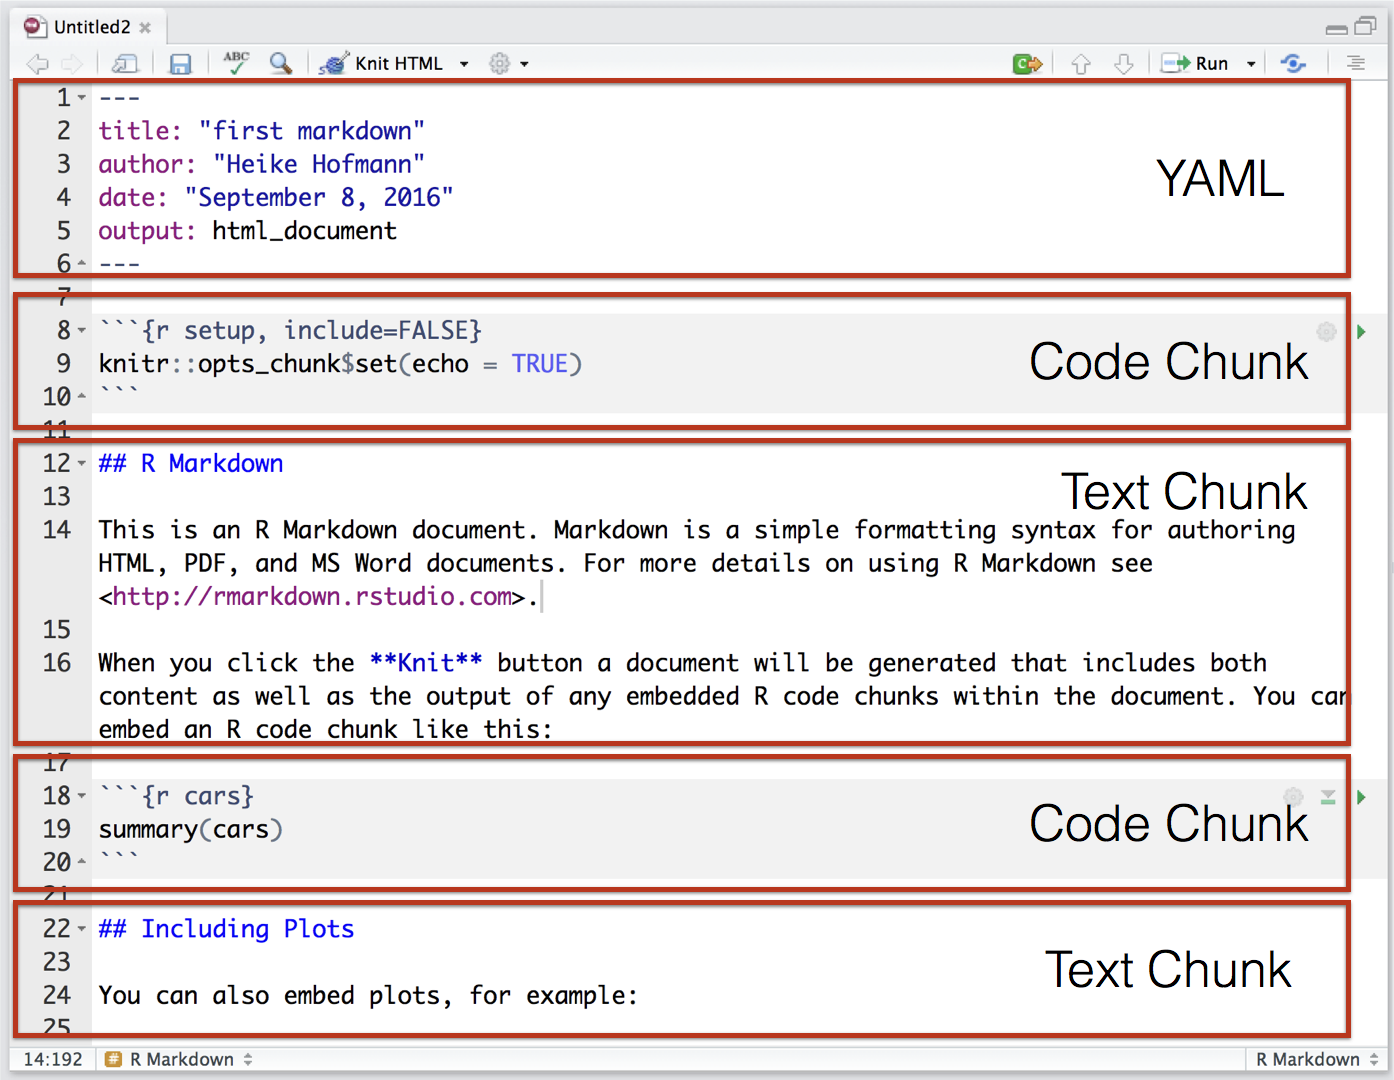 Untitled2
ABC Knit HTML Run
1 ---
2 title: "first markdown"
3 author: "Heike Hofmann"
YAML
4 date: "September 8, 2016"
5 output: html_document
6 ---
7
8 ```{r setup, include=FALSE}
9 knitr::opts_chunk$set(echo = TRUE)
Code Chunk
10 ```
11
12 ## R Markdown
Text Chunk
13
14 This is an R Markdown document. Markdown is a simple formatting syntax for authoring
HTML, PDF, and MS Word documents. For more details on using R Markdown see
<http://rmarkdown.rstudio.com>.
15
16 When you click the **Knit** button a document will be generated that includes both
content as well as the output of any embedded R code chunks within the document. You can
embed an R code chunk like this:
17
18 ```{r cars}
19 summary(cars)
Code Chunk
20 ```
21
22 ## Including Plots
23
Text Chunk
24 You can also embed plots, for example:
25
14:192 # R Markdown R Markdown